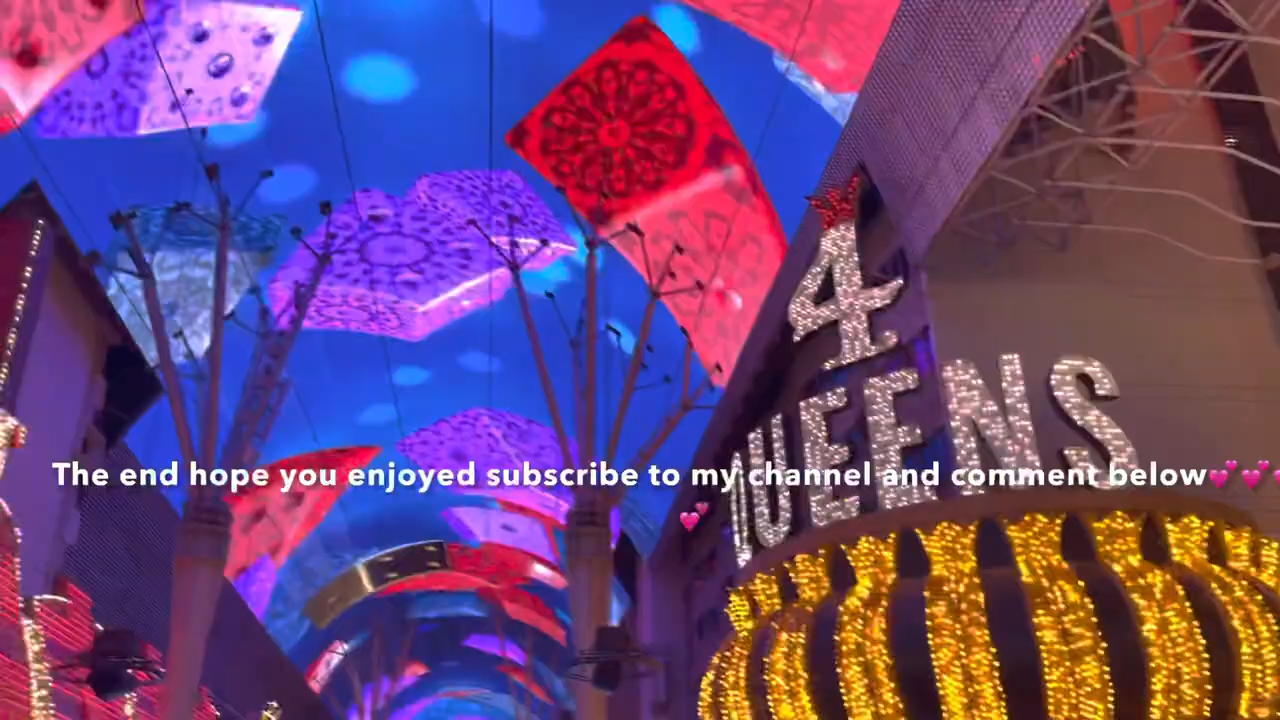 4
QUEENS
The end hope you enjoyed subscribe to my channel and comment below💕💕
💕